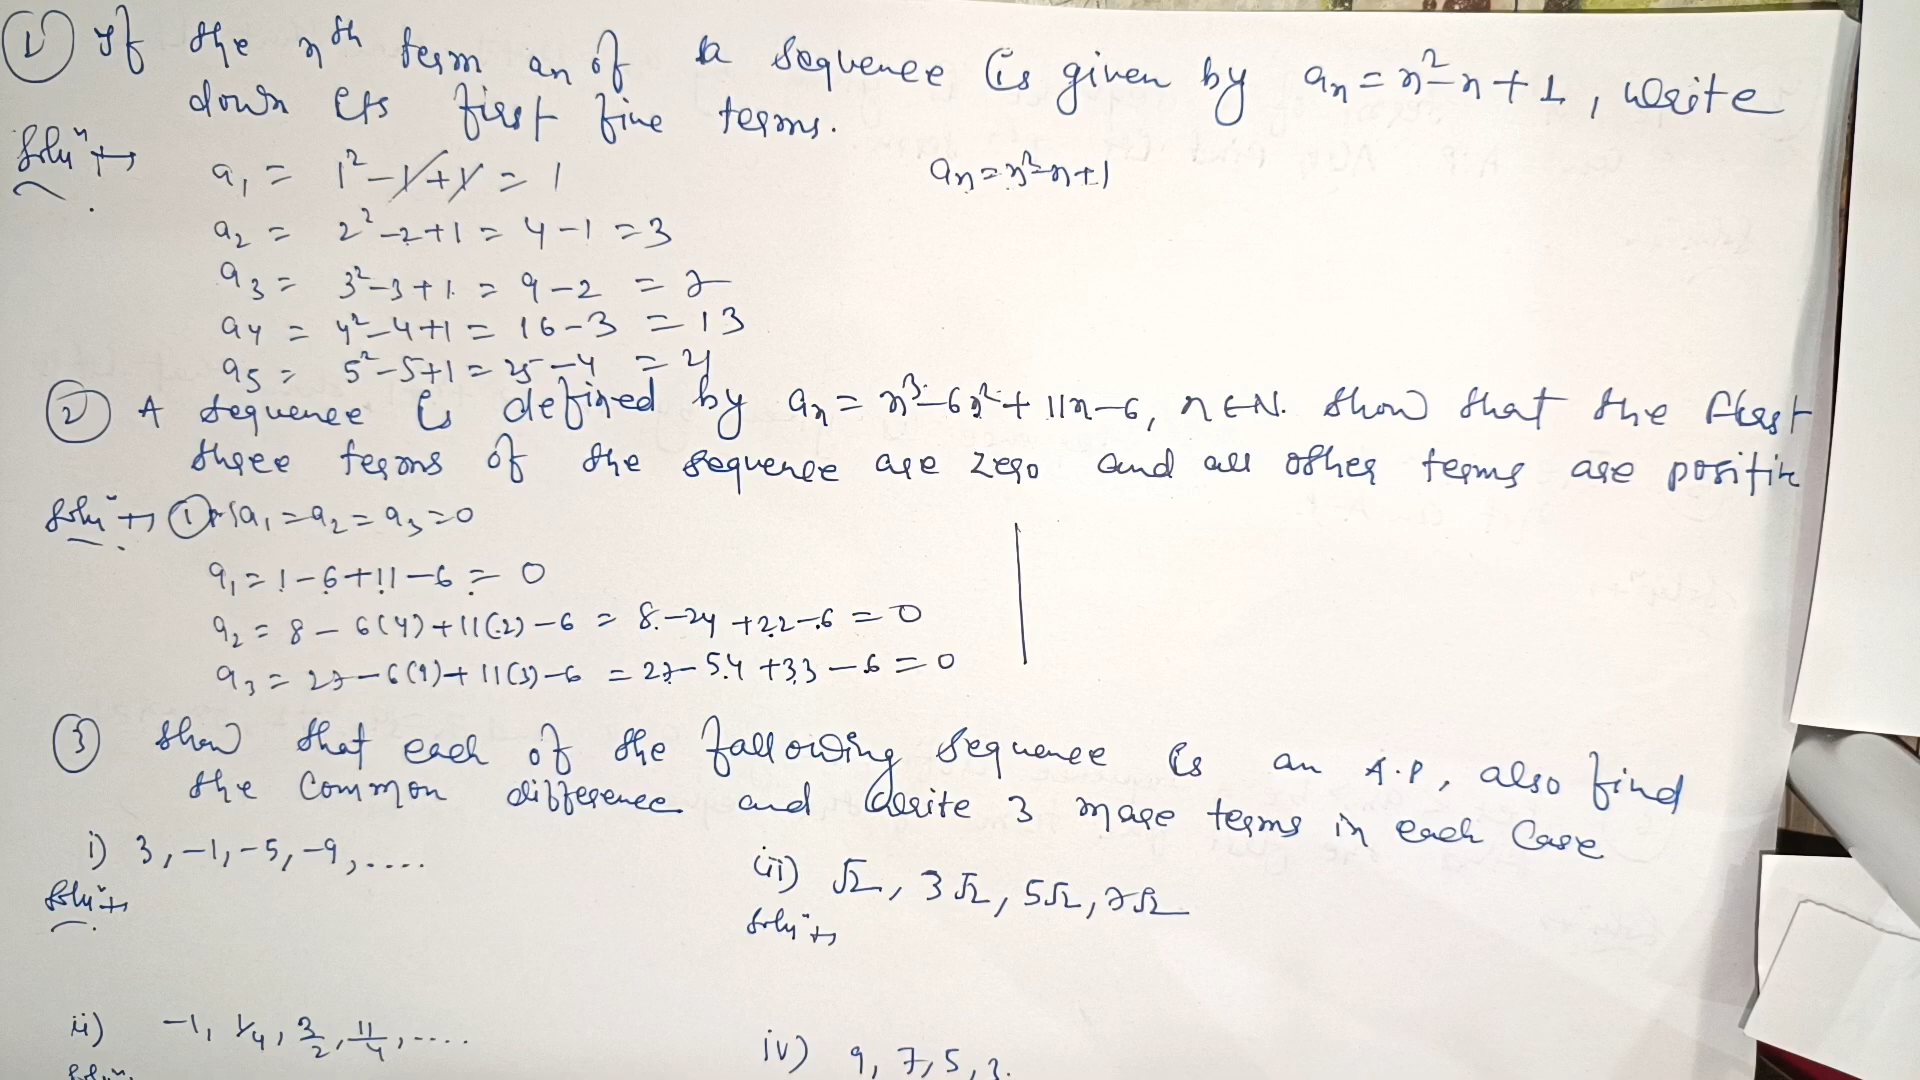 ① If the nth term an of a sequence is given by aₙ = n² - n + 1, write
down its first five terms.
Soluⁿ → a₁ = 1² - 1 + 1 = 1
aₙ = n² - n + 1
a₂ = 2² - 2 + 1 = 4 - 1 = 3
a₃ = 3² - 3 + 1 = 9 - 2 = 7
a₄ = 4² - 4 + 1 = 16 - 3 = 13
a₅ = 5² - 5 + 1 = 25 - 4 = 21
② A sequence is defined by aₙ = n³ - 6n² + 11n - 6, n ∈ N. Show that the first
three terms of the sequence are zero and all other terms are positive
Soluⁿ → ① a₁ = a₂ = a₃ = 0
a₁ = 1 - 6 + 11 - 6 = 0
a₂ = 8 - 6(4) + 11(2) - 6 = 8 - 24 + 22 - 6 = 0
a₃ = 27 - 6(9) + 11(3) - 6 = 27 - 54 + 33 - 6 = 0
③ Show that each of the following sequence is an A.P, also find
the common difference and write 3 more terms in each case
i) 3, -1, -5, -9, ....
iii) √2, 3√2, 5√2, 7√2
Soluⁿ →
Soluⁿ →
ii) -1, 1/4, 3/2, 11/4, ....
iv) 9, 7, 5, 3.
Soluⁿ